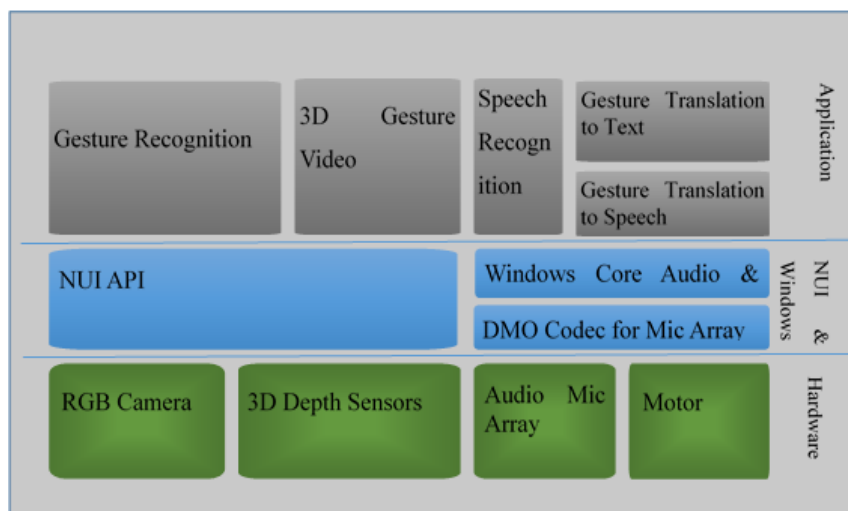 Gesture Recognition
3D Gesture
Video
Speech
Recogn
ition
Gesture Translation
to Text
Gesture Translation
to Speech
Application
NUI API
Windows Core Audio &
DMO Codec for Mic Array
NUI &
Windows
RGB Camera
3D Depth Sensors
Audio Mic
Array
Motor
Hardware